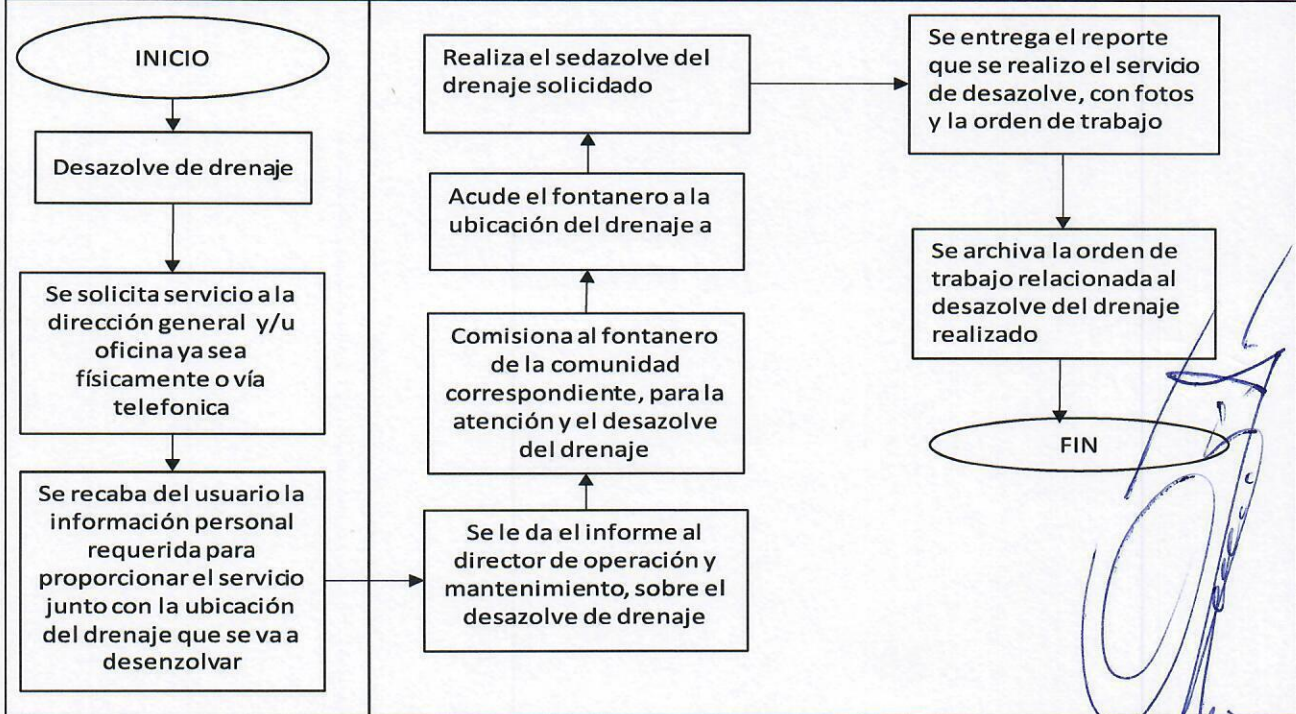 INICIO
Desazolve de drenaje
Se solicita servicio a la
dirección general y/u
oficina ya sea
físicamente o vía
telefonica
Se recaba del usuario la
información personal
requerida para
proporcionar el servicio
junto con la ubicación
del drenaje que se va a
desenzolvar
Se le da el informe al
director de operación y
mantenimiento, sobre el
desazolve de drenaje
Comisiona al fontanero
de la comunidad
correspondiente, para la
atención y el desazolve
del drenaje
Acude el fontanero a la
ubicación del drenaje a
Realiza el sedazolve del
drenaje solicidado
Se entrega el reporte
que se realizo el servicio
de desazolve, con fotos
y la orden de trabajo
Se archiva la orden de
trabajo relacionada al
desazolve del drenaje
realizado
FIN